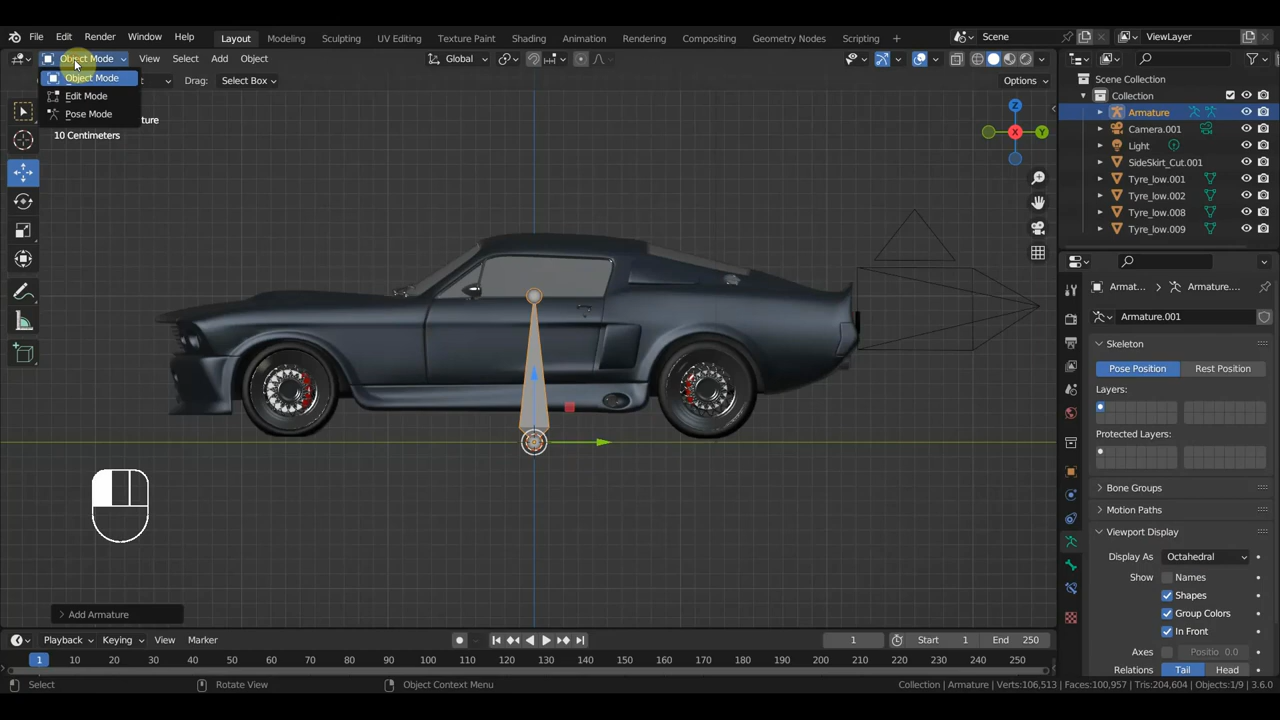 File Edit Render Window Help Layout Modeling Sculpting UV Editing Texture Paint Shading Animation Rendering Compositing Geometry Nodes Scripting Scene ViewLayer
Object Mode View Select Add Object Global
Object Mode Drag: Select Box Options
Edit Mode
Pose Mode
10 Centimeters
X
Y
Z
Scene Collection
Collection
Armature
Camera.001
Light
SideSkirt_Cut.001
Tyre_low.001
Tyre_low.002
Tyre_low.008
Tyre_low.009
Armat... Armature....
Armature.001
Skeleton
Pose Position Rest Position
Layers:
Protected Layers:
Bone Groups
Motion Paths
Viewport Display
Display As Octahedral
Show Names
Shapes
Group Colors
In Front
Axes Positio 0.0
Relations Tail Head
Add Armature
Playback Keying View Marker 1 Start 1 End 250
1 10 20 30 40 50 60 70 80 90 100 110 120 130 140 150 160 170 180 190 200 210 220 230 240 250
Select Rotate View Object Context Menu Collection | Armature | Verts:106,513 | Faces:100,957 | Tris:204,604 | Objects:1/9 | 3.6.0